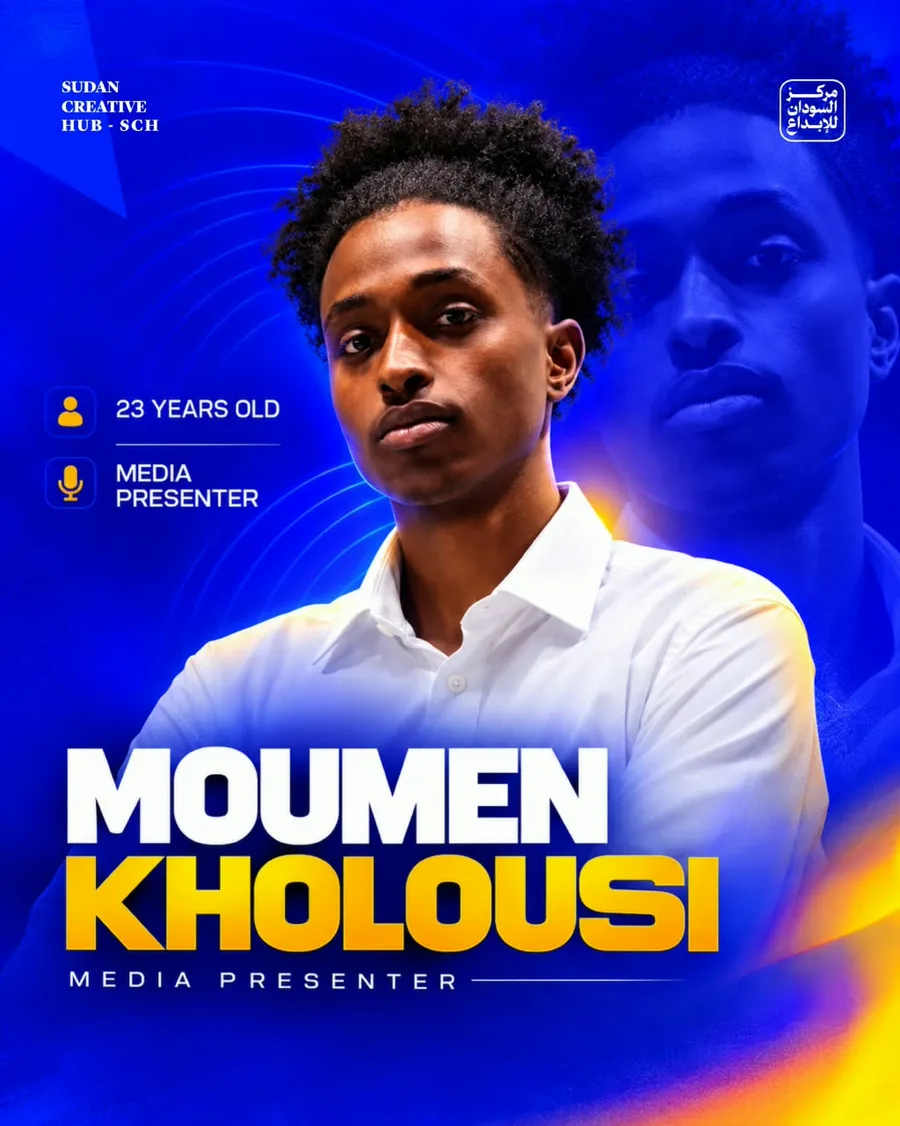 SUDAN
CREATIVE
HUB - SCH
مركز
السودان
للإبداع
23 YEARS OLD
MEDIA
PRESENTER
MOUMEN
KHOLOUSI
MEDIA PRESENTER